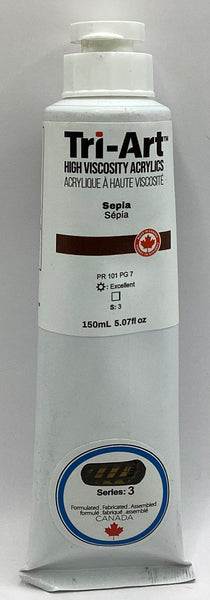 Tri-Art™
HIGH VISCOSITY ACRYLICS
ACRYLIQUE À HAUTE VISCOSITÉ
Sepia
Sépia
PR 101 PG 7
: Excellent
S: 3
150mL 5.07fl oz
Series: 3
Formulated . Fabricated . Assembled
formulé . fabriqué . assemblé
CANADA